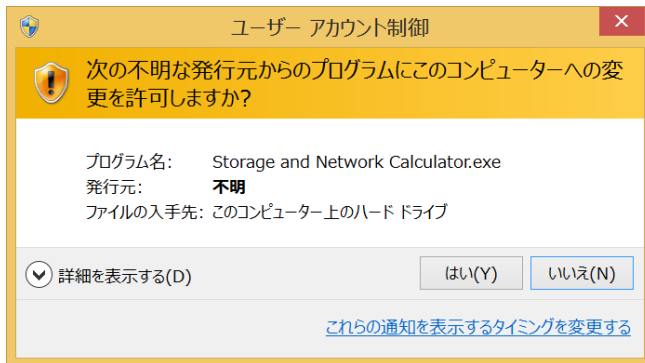 ユーザー アカウント制御
次の不明な発行元からのプログラムにこのコンピューターへの変
更を許可しますか?
プログラム名: Storage and Network Calculator.exe
発行元: 不明
ファイルの入手先: このコンピューター上のハード ドライブ
詳細を表示する(D) はい(Y) いいえ(N)
これらの通知を表示するタイミングを変更する